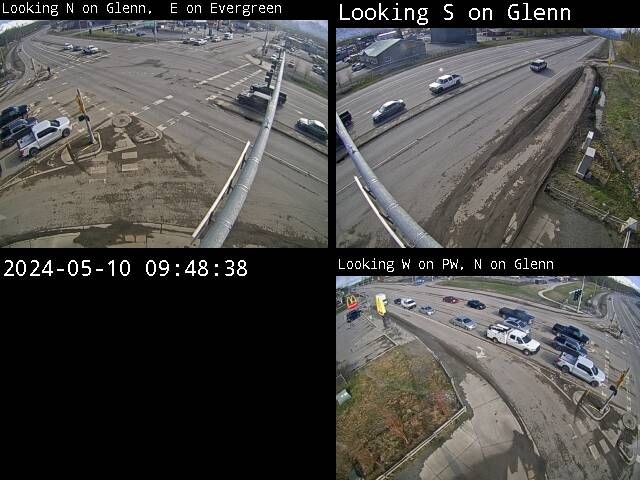 Looking N on Glenn,  E on Evergreen
Looking S on Glenn
2024-05-10 09:48:38
Looking W on PW, N on Glenn